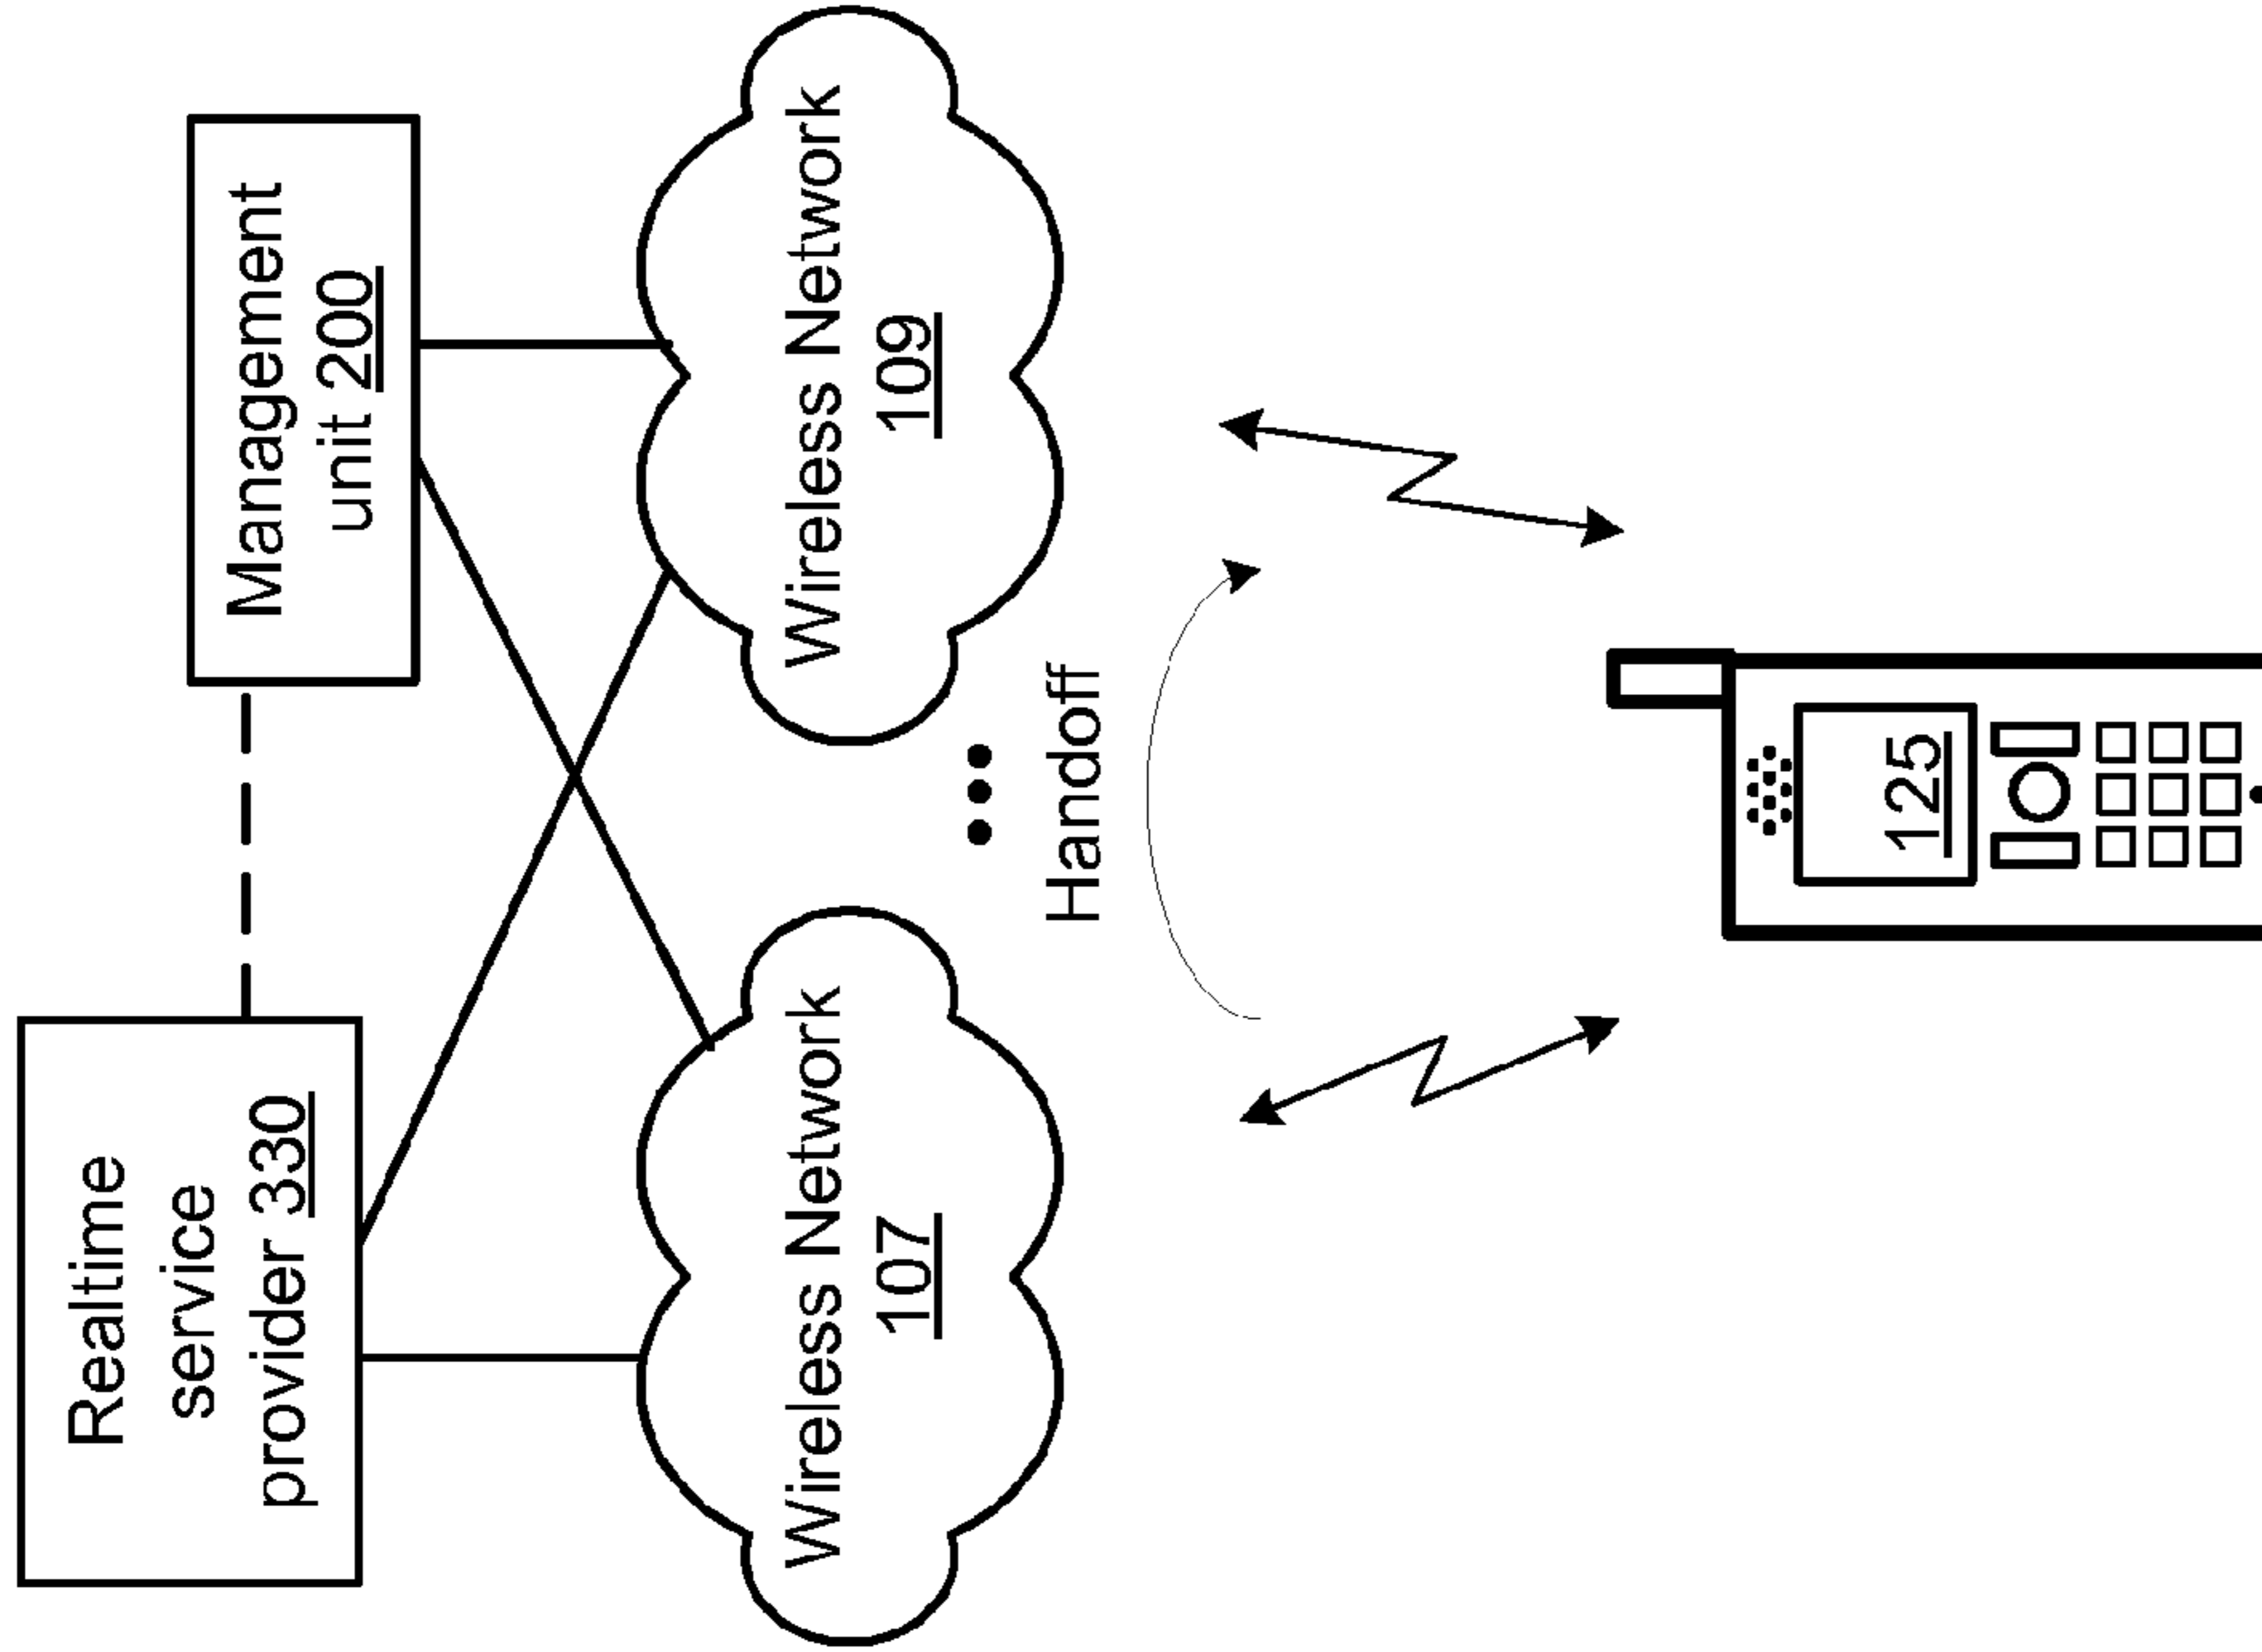 Realtime
service
provider 330
Management
unit 200
Wireless Network
107
Wireless Network
109
Handoff
125